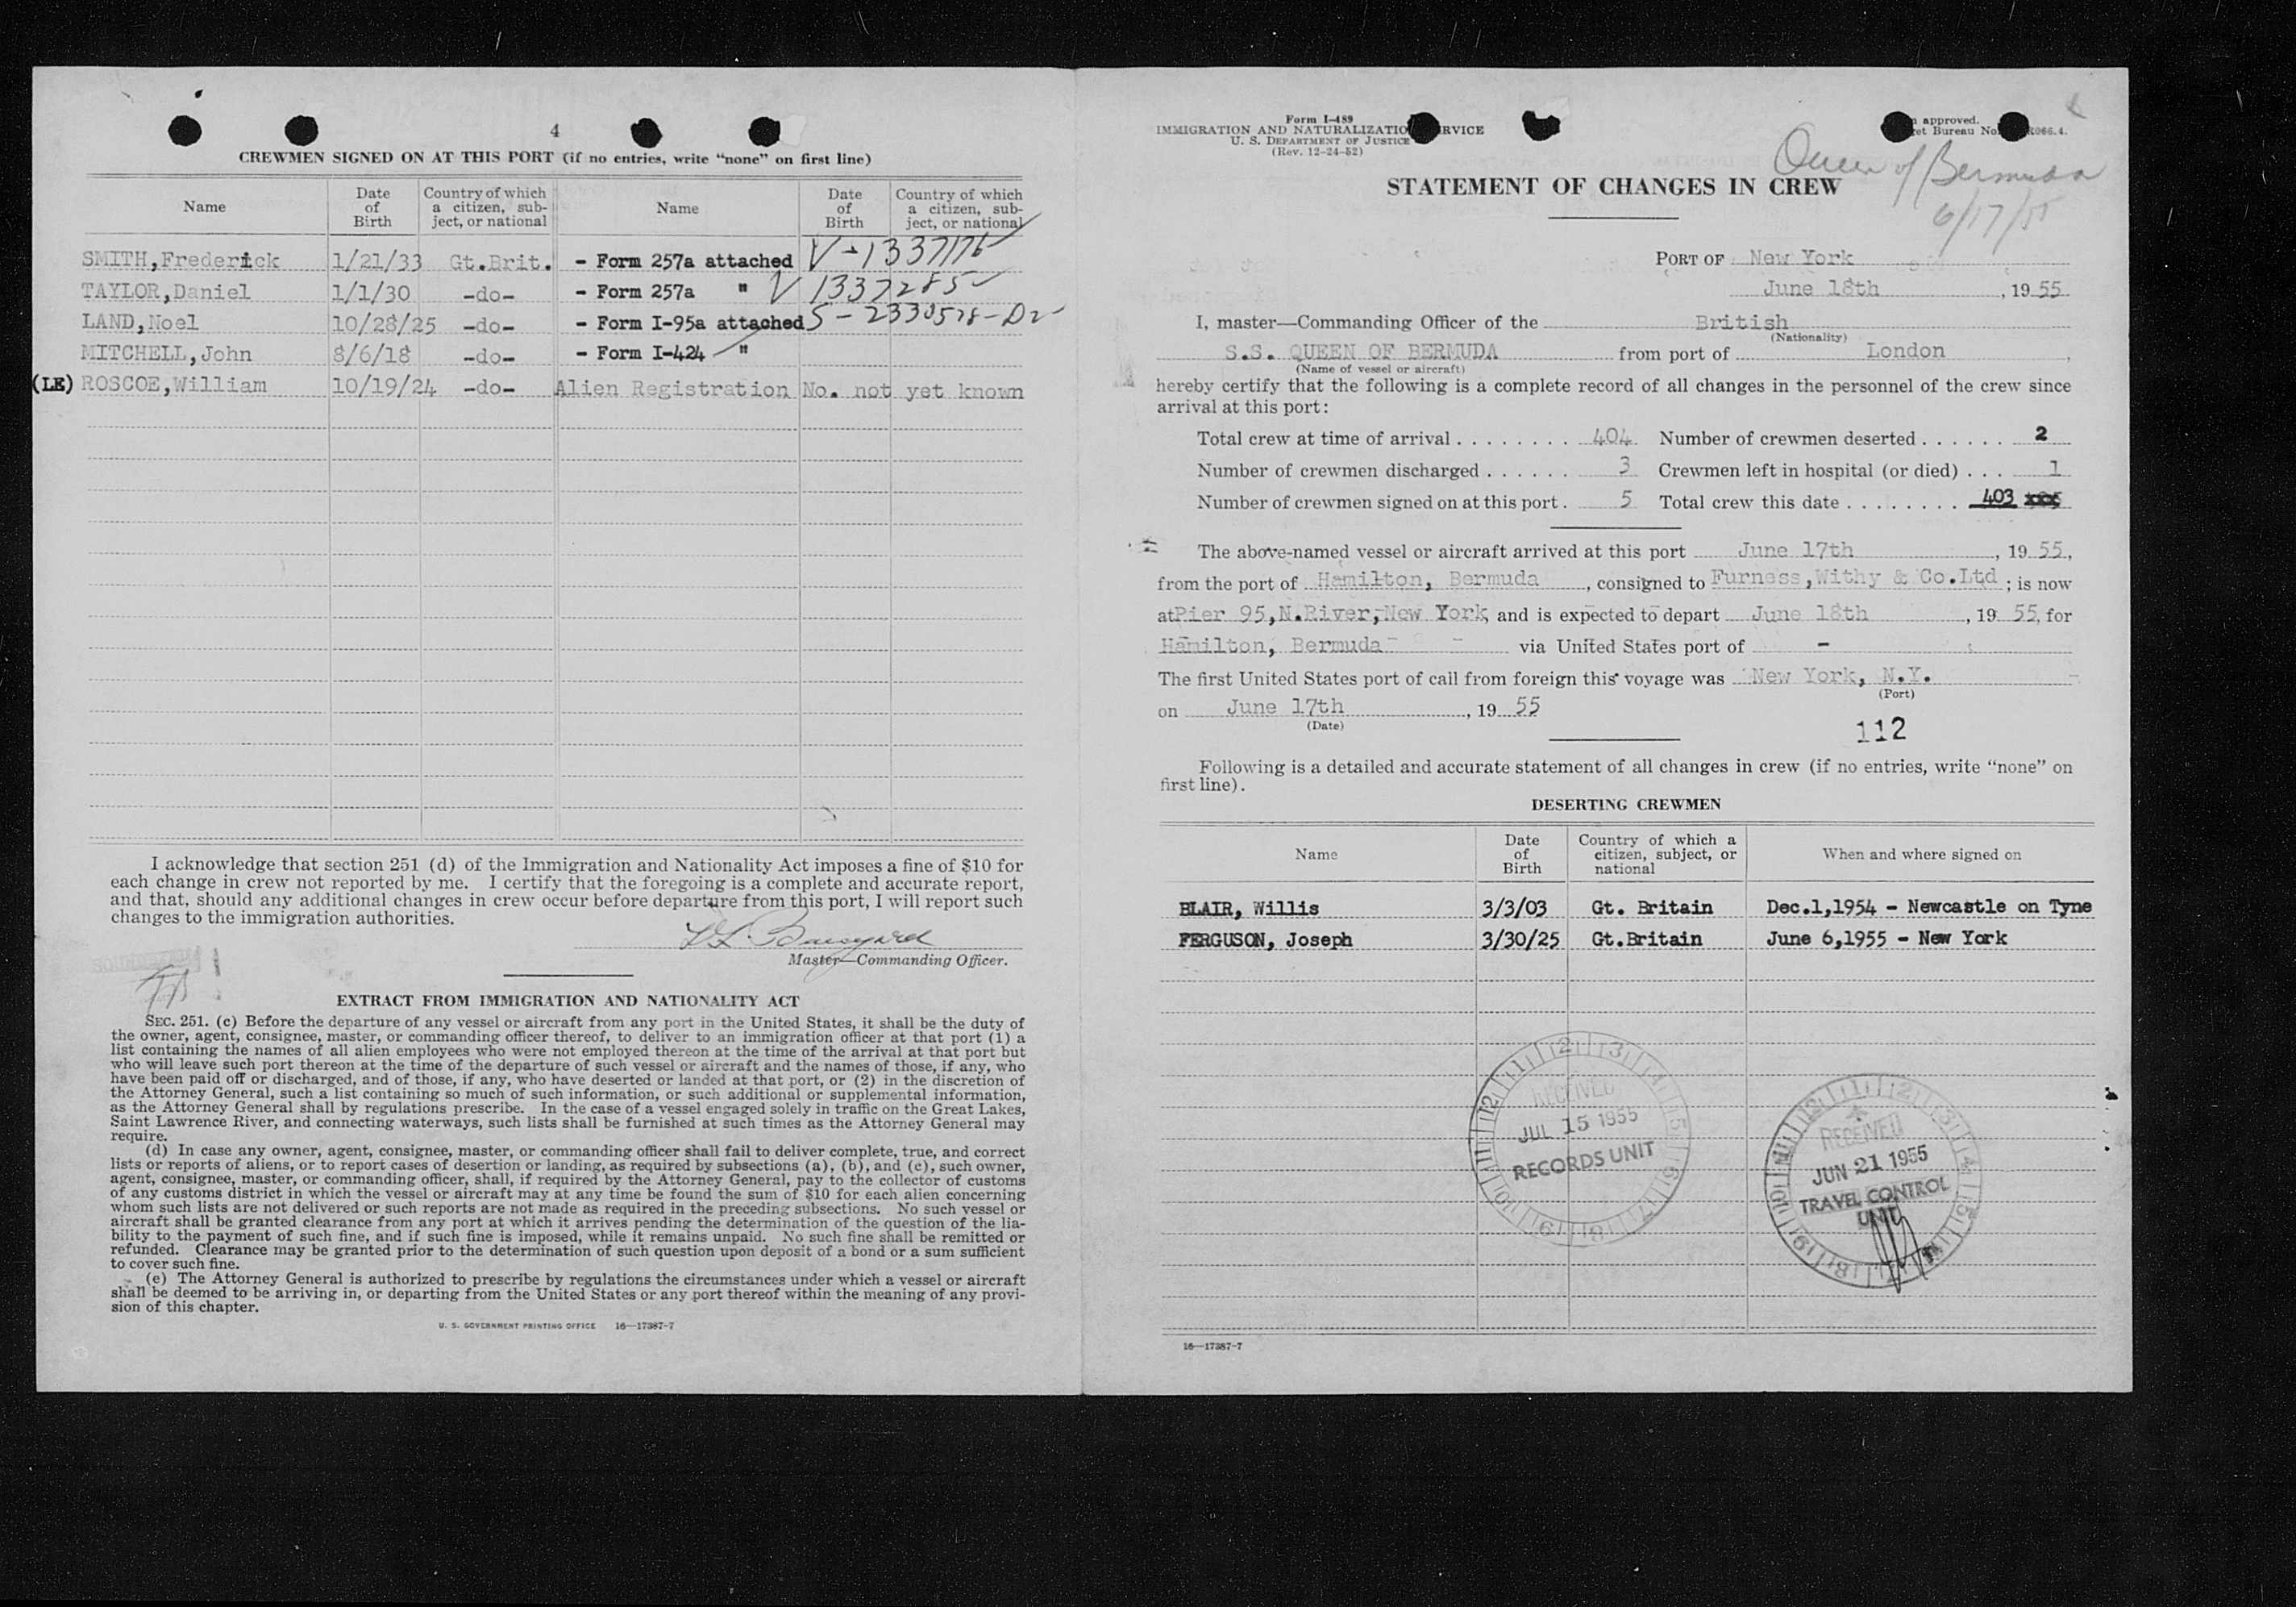 4
CREWMEN SIGNED ON AT THIS PORT (if no entries, write “none” on first line)
Name
Date of Birth
Country of which a citizen, subject, or national
Name
Date of Birth
Country of which a citizen, subject, or national
SMITH,Frederick 1/21/33 Gt.Brit. - Form 257a attached V-1337176
TAYLOR,Daniel 1/1/30 -do- - Form 257a " V 1337285
LAND,Noel 10/28/25 -do- - Form I-95a attached
MITCHELL,John 8/6/18 -do- - Form I-424 "
(LE) ROSCOE,William 10/19/24 -do- Alien Registration No. not yet known
I acknowledge that section 251 (d) of the Immigration and Nationality Act imposes a fine of $10 for
each change in crew not reported by me. I certify that the foregoing is a complete and accurate report,
and that, should any additional changes in crew occur before departure from this port, I will report such
changes to the immigration authorities.
Master—Commanding Officer.
EXTRACT FROM IMMIGRATION AND NATIONALITY ACT
SEC. 251. (c) Before the departure of any vessel or aircraft from any port in the United States, it shall be the duty of
the owner, agent, consignee, master, or commanding officer thereof, to deliver to an immigration officer at that port (1) a
list containing the names of all alien employees who were not employed thereon at the time of the arrival at that port but
who will leave such port thereon at the time of the departure of such vessel or aircraft and the names of those, if any, who
have been paid off or discharged, and of those, if any, who have deserted or landed at that port, or (2) in the discretion of
the Attorney General, such a list containing so much of such information, or such additional or supplemental information,
as the Attorney General shall by regulations prescribe. In the case of a vessel engaged solely in traffic on the Great Lakes,
Saint Lawrence River, and connecting waterways, such lists shall be furnished at such times as the Attorney General may
require.
(d) In case any owner, agent, consignee, master, or commanding officer shall fail to deliver complete, true, and correct
lists or reports of aliens, or to report cases of desertion or landing, as required by subsections (a), (b), and (c), such owner,
agent, consignee, master, or commanding officer, shall, if required by the Attorney General, pay to the collector of customs
of any customs district in which the vessel or aircraft may at any time be found the sum of $10 for each alien concerning
whom such lists are not delivered or such reports are not made as required in the preceding subsections. No such vessel or
aircraft shall be granted clearance from any port at which it arrives pending the determination of the question of the lia-
bility to the payment of such fine, and if such fine is imposed, while it remains unpaid. No such fine shall be remitted or
refunded. Clearance may be granted prior to the determination of such question upon deposit of a bond or a sum sufficient
to cover such fine.
(e) The Attorney General is authorized to prescribe by regulations the circumstances under which a vessel or aircraft
shall be deemed to be arriving in, or departing from the United States or any port thereof within the meaning of any provi-
sion of this chapter.
U. S. GOVERNMENT PRINTING OFFICE 16—17387-7
Form I-489
IMMIGRATION AND NATURALIZATIO RVICE
U. S. DEPARTMENT OF JUSTICE
(Rev. 12-24-52)
approved.
et Bureau No. R066.4.
Queen of Bermuda
6/17/55
STATEMENT OF CHANGES IN CREW
PORT OF New York
June 18th, 1955
I, master—Commanding Officer of the British
(Nationality)
S.S. QUEEN OF BERMUDA from port of London,
(Name of vessel or aircraft)
hereby certify that the following is a complete record of all changes in the personnel of the crew since
arrival at this port:
Total crew at time of arrival . . . . . . . . 404 Number of crewmen deserted . . . . . . 2
Number of crewmen discharged . . . . . . 3 Crewmen left in hospital (or died) . . . 1
Number of crewmen signed on at this port . 5 Total crew this date . . . . . . . . 403
The above-named vessel or aircraft arrived at this port June 17th, 1955,
from the port of Hamilton, Bermuda, consigned to Furness,Withy & Co.Ltd ; is now
at Pier 95,N.River,New York, and is expected to depart June 18th, 1955, for
Hamilton, Bermuda via United States port of -
The first United States port of call from foreign this voyage was New York, N.Y.
(Port)
on June 17th, 1955
(Date)
112
Following is a detailed and accurate statement of all changes in crew (if no entries, write “none” on
first line).
DESERTING CREWMEN
Name
Date of Birth
Country of which a citizen, subject, or national
When and where signed on
BLAIR, Willis 3/3/03 Gt. Britain Dec.1,1954 - Newcastle on Tyne
FERGUSON, Joseph 3/30/25 Gt.Britain June 6,1955 - New York
RECEIVED
JUL 15 1955
RECORDS UNIT
RECEIVED
JUN 21 1955
TRAVEL CONTROL
UNIT
16—17387-7